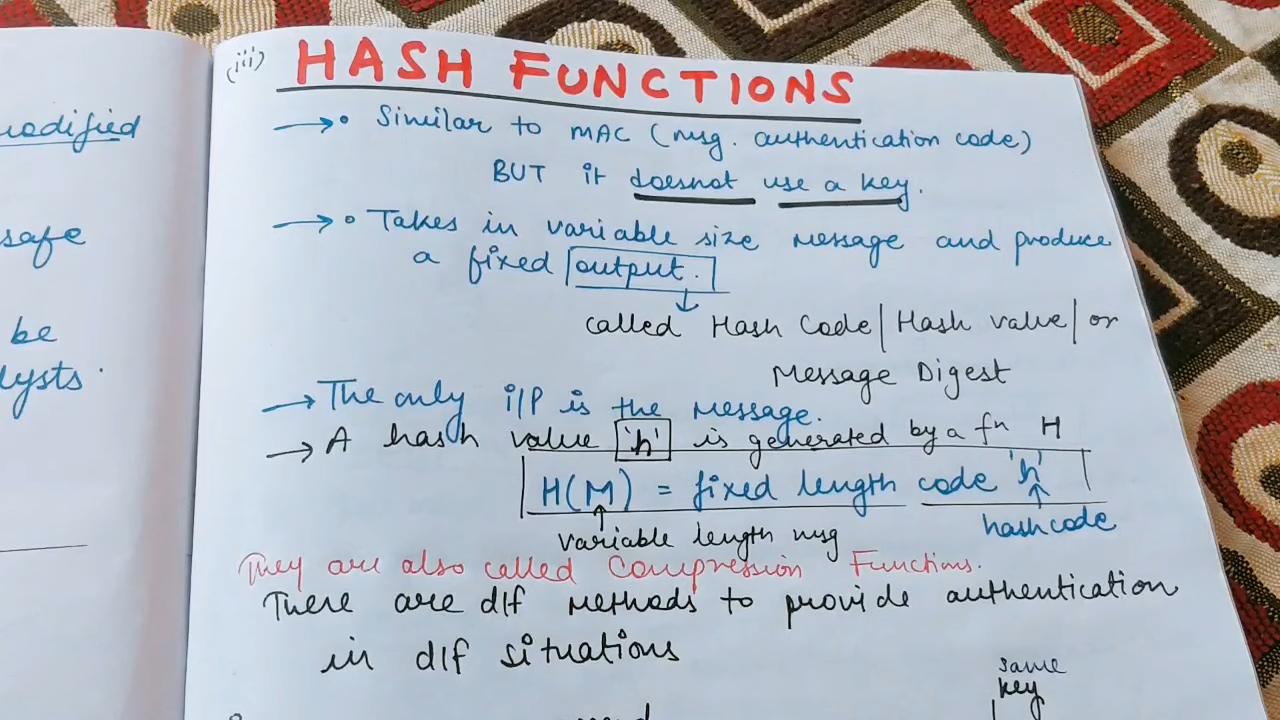 modified
safe
be
lysts.
(iii) HASH FUNCTIONS
→ • Similar to MAC (msg. authentication code)
BUT it doesnot use a key.
→ • Takes in variable size message and produce
a fixed output.
↓
called Hash Code/Hash value/or
Message Digest
→ The only i/P is the message.
→ A hash value 'h' is generated by a fn H
H(M) = fixed length code 'h'
↑ ↑
variable length msg hashcode
They are also called Compression Functions.
There are dif methods to provide authentication
in dif situations
same
key